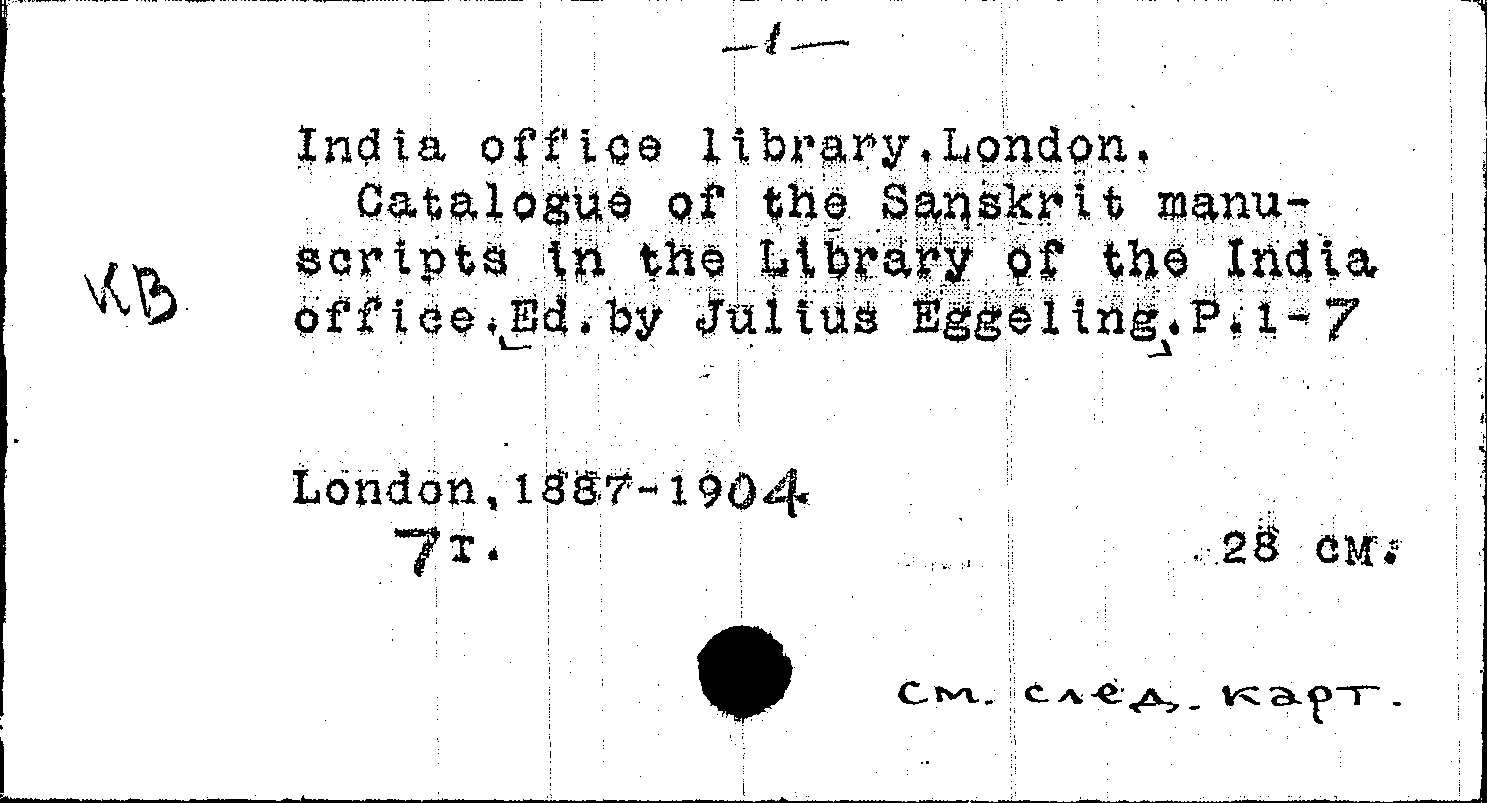 —1—
India office library.London.
Catalogue of the Sanskrit manu-
scripts in the Library of the India
КВ
office.Ed.by Julius Eggeling.P.1-7
London,1887-1904
7т.
28 см.
см. след. карт.